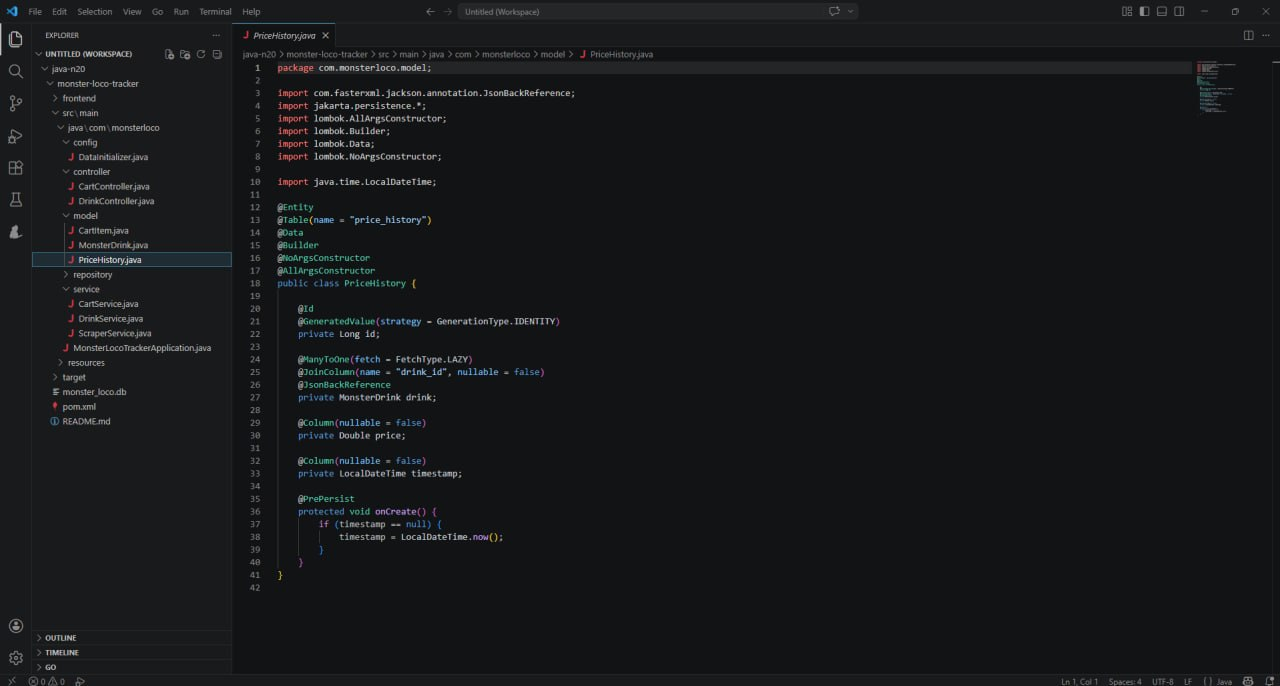 File Edit Selection View Go Run Terminal Help
Untitled (Workspace)
EXPLORER
UNTITLED (WORKSPACE)
java-n20
monster-loco-tracker
frontend
src\main
java\com\monsterloco
config
DataInitializer.java
controller
CartController.java
DrinkController.java
model
CartItem.java
MonsterDrink.java
PriceHistory.java
repository
service
CartService.java
DrinkService.java
ScraperService.java
MonsterLocoTrackerApplication.java
resources
target
monster_loco.db
pom.xml
README.md
OUTLINE
TIMELINE
GO
PriceHistory.java
java-n20 > monster-loco-tracker > src > main > java > com > monsterloco > model > PriceHistory.java
1 package com.monsterloco.model;
2
3 import com.fasterxml.jackson.annotation.JsonBackReference;
4 import jakarta.persistence.*;
5 import lombok.AllArgsConstructor;
6 import lombok.Builder;
7 import lombok.Data;
8 import lombok.NoArgsConstructor;
9
10 import java.time.LocalDateTime;
11
12 @Entity
13 @Table(name = "price_history")
14 @Data
15 @Builder
16 @NoArgsConstructor
17 @AllArgsConstructor
18 public class PriceHistory {
19
20     @Id
21     @GeneratedValue(strategy = GenerationType.IDENTITY)
22     private Long id;
23
24     @ManyToOne(fetch = FetchType.LAZY)
25     @JoinColumn(name = "drink_id", nullable = false)
26     @JsonBackReference
27     private MonsterDrink drink;
28
29     @Column(nullable = false)
30     private Double price;
31
32     @Column(nullable = false)
33     private LocalDateTime timestamp;
34
35     @PrePersist
36     protected void onCreate() {
37         if (timestamp == null) {
38             timestamp = LocalDateTime.now();
39         }
40     }
41 }
42
0 0
Ln 1, Col 1 Spaces: 4 UTF-8 LF {} Java